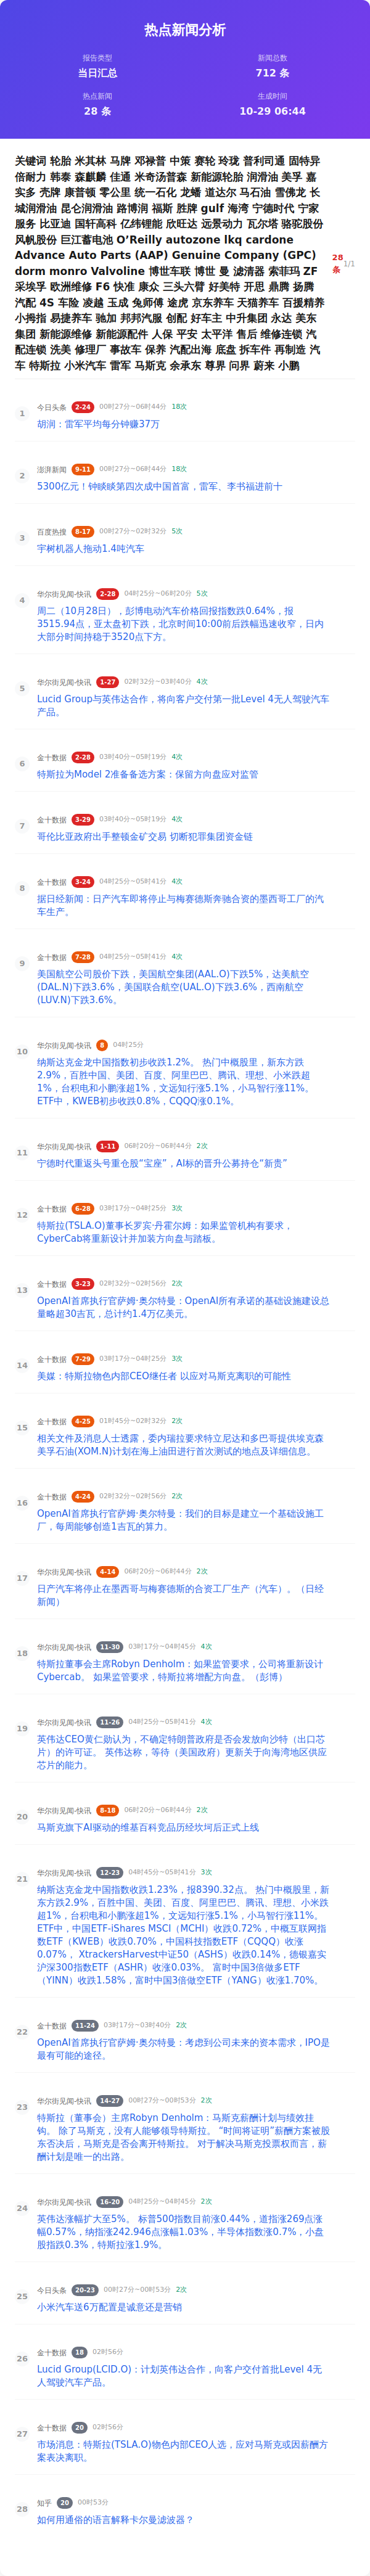 热点新闻分析
报告类型
当日汇总
新闻总数
712 条
热点新闻
28 条
生成时间
10-29 06:44
关键词 轮胎 米其林 马牌 邓禄普 中策 赛轮 玲珑 普利司通 固特异
倍耐力 韩泰 森麒麟 佳通 米奇汤普森 新能源轮胎 润滑油 美孚 嘉
实多 壳牌 康普顿 零公里 统一石化 龙蟠 道达尔 马石油 雪佛龙 长
城润滑油 昆仑润滑油 路博润 福斯 胜牌 gulf 海湾 宁德时代 宁家
服务 比亚迪 国轩高科 亿纬锂能 欣旺达 远景动力 瓦尔塔 骆驼股份
风帆股份 巨江蓄电池 O’Reilly autozone lkq cardone
Advance Auto Parts (AAP) Genuine Company (GPC)
dorm monro Valvoline 博世车联 博世 曼 滤清器 索菲玛 ZF
采埃孚 欧洲维修 F6 快准 康众 三头六臂 好美特 开思 鼎腾 扬腾
汽配 4S 车险 凌越 玉成 兔师傅 途虎 京东养车 天猫养车 百援精养
小拇指 易捷养车 驰加 邦邦汽服 创配 好车主 中升集团 永达 美东
集团 新能源维修 新能源配件 人保 平安 太平洋 售后 维修连锁 汽
配连锁 洗美 修理厂 事故车 保养 汽配出海 底盘 拆车件 再制造 汽
车 特斯拉 小米汽车 雷军 马斯克 余承东 尊界 问界 蔚来 小鹏
28
条
1/1
1
今日头条 2-24 00时27分~06时44分 18次
胡润：雷军平均每分钟赚37万
2
澎湃新闻 9-11 00时27分~06时44分 18次
5300亿元！钟睒睒第四次成中国首富，雷军、李书福进前十
3
百度热搜 8-17 00时27分~02时32分 5次
宇树机器人拖动1.4吨汽车
4
华尔街见闻-快讯 2-28 04时25分~06时20分 5次
周二（10月28日），彭博电动汽车价格回报指数跌0.64%，报
3515.94点，亚太盘初下跌，北京时间10:00前后跌幅迅速收窄，日内
大部分时间持稳于3520点下方。
5
华尔街见闻-快讯 1-27 02时32分~03时40分 4次
Lucid Group与英伟达合作，将向客户交付第一批Level 4无人驾驶汽车
产品。
6
金十数据 2-28 03时40分~05时19分 4次
特斯拉为Model 2准备备选方案：保留方向盘应对监管
7
金十数据 3-29 03时40分~05时19分 4次
哥伦比亚政府出手整顿金矿交易 切断犯罪集团资金链
8
金十数据 3-24 04时25分~05时41分 4次
据日经新闻：日产汽车即将停止与梅赛德斯奔驰合资的墨西哥工厂的汽
车生产。
9
金十数据 7-28 04时25分~05时41分 4次
美国航空公司股价下跌，美国航空集团(AAL.O)下跌5%，达美航空
(DAL.N)下跌3.6%，美国联合航空(UAL.O)下跌3.6%，西南航空
(LUV.N)下跌3.6%。
10
华尔街见闻-快讯 8 04时25分
纳斯达克金龙中国指数初步收跌1.2%。 热门中概股里，新东方跌
2.9%，百胜中国、美团、百度、阿里巴巴、腾讯、理想、小米跌超
1%，台积电和小鹏涨超1%，文远知行涨5.1%，小马智行涨11%。
ETF中，KWEB初步收跌0.8%，CQQQ涨0.1%。
11
华尔街见闻-快讯 1-11 06时20分~06时44分 2次
宁德时代重返头号重仓股“宝座”，AI标的晋升公募持仓“新贵”
12
金十数据 6-28 03时17分~04时25分 3次
特斯拉(TSLA.O)董事长罗宾·丹霍尔姆：如果监管机构有要求，
CyberCab将重新设计并加装方向盘与踏板。
13
金十数据 3-23 02时32分~02时56分 2次
OpenAI首席执行官萨姆·奥尔特曼：OpenAI所有承诺的基础设施建设总
量略超30吉瓦，总计约1.4万亿美元。
14
金十数据 7-29 03时17分~04时25分 3次
美媒：特斯拉物色内部CEO继任者 以应对马斯克离职的可能性
15
金十数据 4-25 01时45分~02时32分 2次
相关文件及消息人士透露，委内瑞拉要求特立尼达和多巴哥提供埃克森
美孚石油(XOM.N)计划在海上油田进行首次测试的地点及详细信息。
16
金十数据 4-24 02时32分~02时56分 2次
OpenAI首席执行官萨姆·奥尔特曼：我们的目标是建立一个基础设施工
厂，每周能够创造1吉瓦的算力。
17
华尔街见闻-快讯 4-14 06时20分~06时44分 2次
日产汽车将停止在墨西哥与梅赛德斯的合资工厂生产（汽车）。（日经
新闻）
18
华尔街见闻-快讯 11-30 03时17分~04时45分 4次
特斯拉董事会主席Robyn Denholm：如果监管要求，公司将重新设计
Cybercab。 如果监管要求，特斯拉将增配方向盘。（彭博）
19
华尔街见闻-快讯 11-26 04时25分~05时41分 4次
英伟达CEO黄仁勋认为，不确定特朗普政府是否会发放向沙特（出口芯
片）的许可证。 英伟达称，等待（美国政府）更新关于向海湾地区供应
芯片的能力。
20
华尔街见闻-快讯 8-18 06时20分~06时44分 2次
马斯克旗下AI驱动的维基百科竞品历经坎坷后正式上线
21
华尔街见闻-快讯 12-23 04时45分~05时41分 3次
纳斯达克金龙中国指数收跌1.23%，报8390.32点。 热门中概股里，新
东方跌2.9%，百胜中国、美团、百度、阿里巴巴、腾讯、理想、小米跌
超1%，台积电和小鹏涨超1%，文远知行涨5.1%，小马智行涨11%。
ETF中，中国ETF-iShares MSCI（MCHI）收跌0.72%，中概互联网指
数ETF（KWEB）收跌0.70%，中国科技指数ETF（CQQQ）收涨
0.07%， XtrackersHarvest中证50（ASHS）收跌0.14%，德银嘉实
沪深300指数ETF（ASHR）收涨0.03%。 富时中国3倍做多ETF
（YINN）收跌1.58%，富时中国3倍做空ETF（YANG）收涨1.70%。
22
金十数据 11-24 03时17分~03时40分 2次
OpenAI首席执行官萨姆·奥尔特曼：考虑到公司未来的资本需求，IPO是
最有可能的途径。
23
华尔街见闻-快讯 14-27 00时27分~00时53分 2次
特斯拉（董事会）主席Robyn Denholm：马斯克薪酬计划与绩效挂
钩。 除了马斯克，没有人能够领导特斯拉。 “时间将证明”薪酬方案被股
东否决后，马斯克是否会离开特斯拉。 对于解决马斯克投票权而言，薪
酬计划是唯一的出路。
24
华尔街见闻-快讯 16-20 04时25分~04时45分 2次
英伟达涨幅扩大至5%。 标普500指数目前涨0.44%，道指涨269点涨
幅0.57%，纳指涨242.946点涨幅1.03%，半导体指数涨0.7%，小盘
股指跌0.3%，特斯拉涨1.9%。
25
今日头条 20-23 00时27分~00时53分 2次
小米汽车送6万配置是诚意还是营销
26
金十数据 18 02时56分
Lucid Group(LCID.O)：计划英伟达合作，向客户交付首批Level 4无
人驾驶汽车产品。
27
金十数据 20 02时56分
市场消息：特斯拉(TSLA.O)物色内部CEO人选，应对马斯克或因薪酬方
案表决离职。
28
知乎 20 00时53分
如何用通俗的语言解释卡尔曼滤波器？